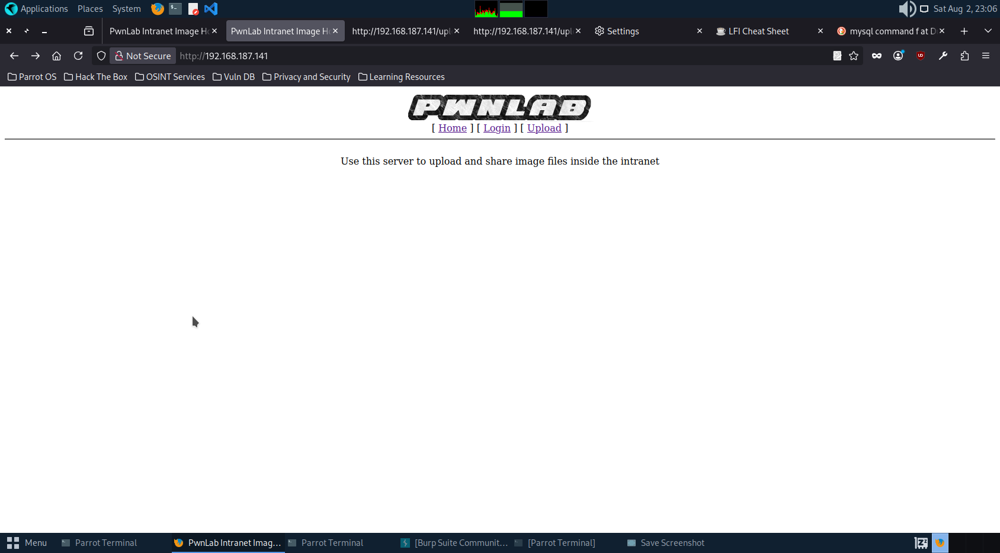 Applications Places System Sat Aug 2, 23:06
PwnLab Intranet Image Ho PwnLab Intranet Image Ho http://192.168.187.141/upl http://192.168.187.141/upl Settings LFI Cheat Sheet mysql command f at D
Not Secure http://192.168.187.141
Parrot OS Hack The Box OSINT Services Vuln DB Privacy and Security Learning Resources
PWNLAB
[ Home ] [ Login ] [ Upload ]
Use this server to upload and share image files inside the intranet
Menu Parrot Terminal PwnLab Intranet Imag... Parrot Terminal [Burp Suite Communit... [Parrot Terminal] Save Screenshot